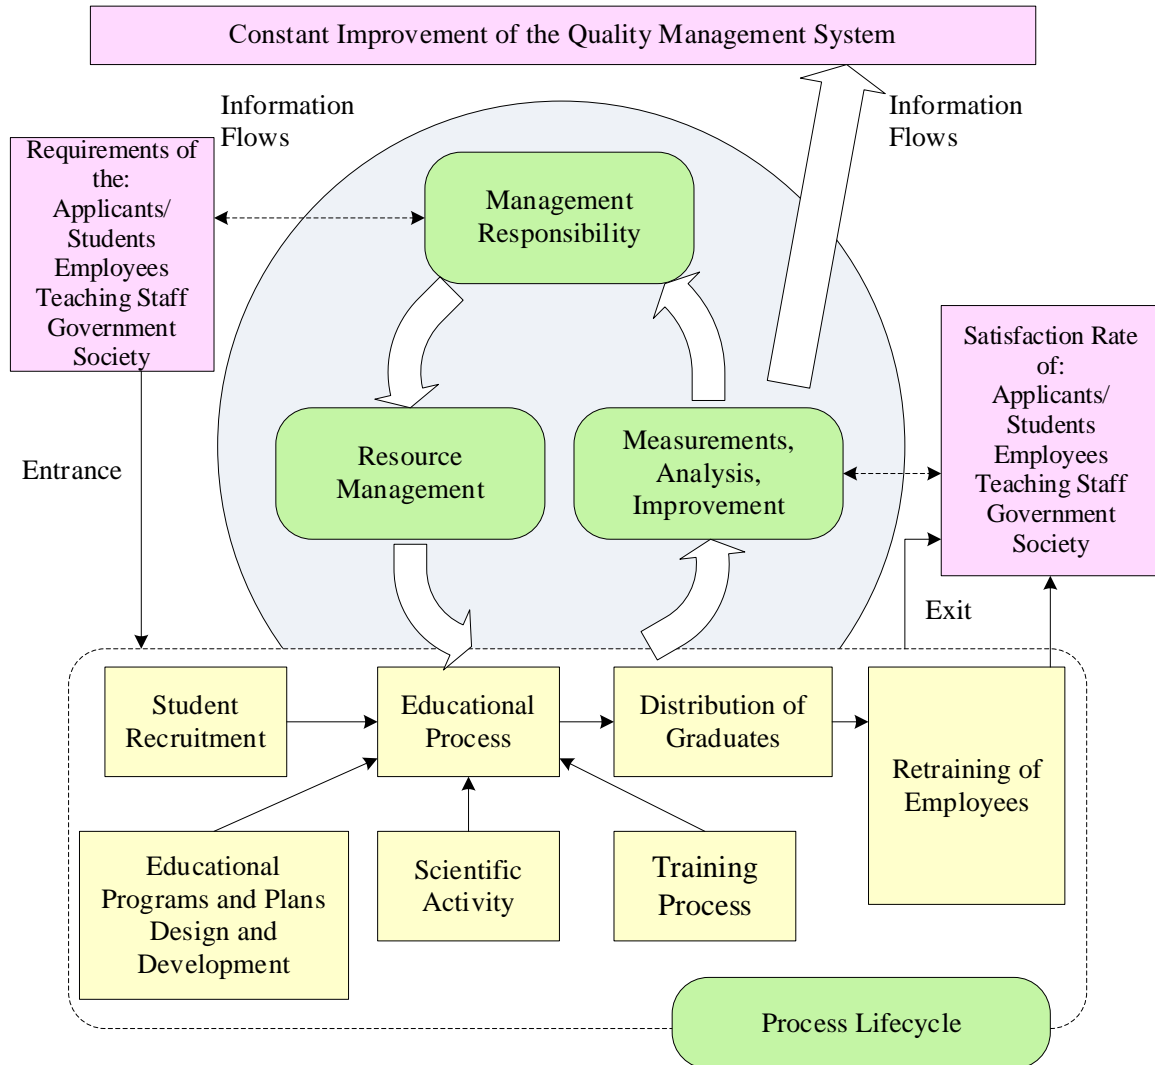 Constant Improvement of the Quality Management System
Information
Flows
Information
Flows
Requirements of
the:
Applicants/
Students
Employees
Teaching Staff
Government
Society
Management
Responsibility
Satisfaction Rate
of:
Applicants/
Students
Employees
Teaching Staff
Government
Society
Entrance
Resource
Management
Measurements,
Analysis,
Improvement
Exit
Student
Recruitment
Educational
Process
Distribution of
Graduates
Retraining of
Employees
Educational
Programs and Plans
Design and
Development
Scientific
Activity
Training
Process
Process Lifecycle